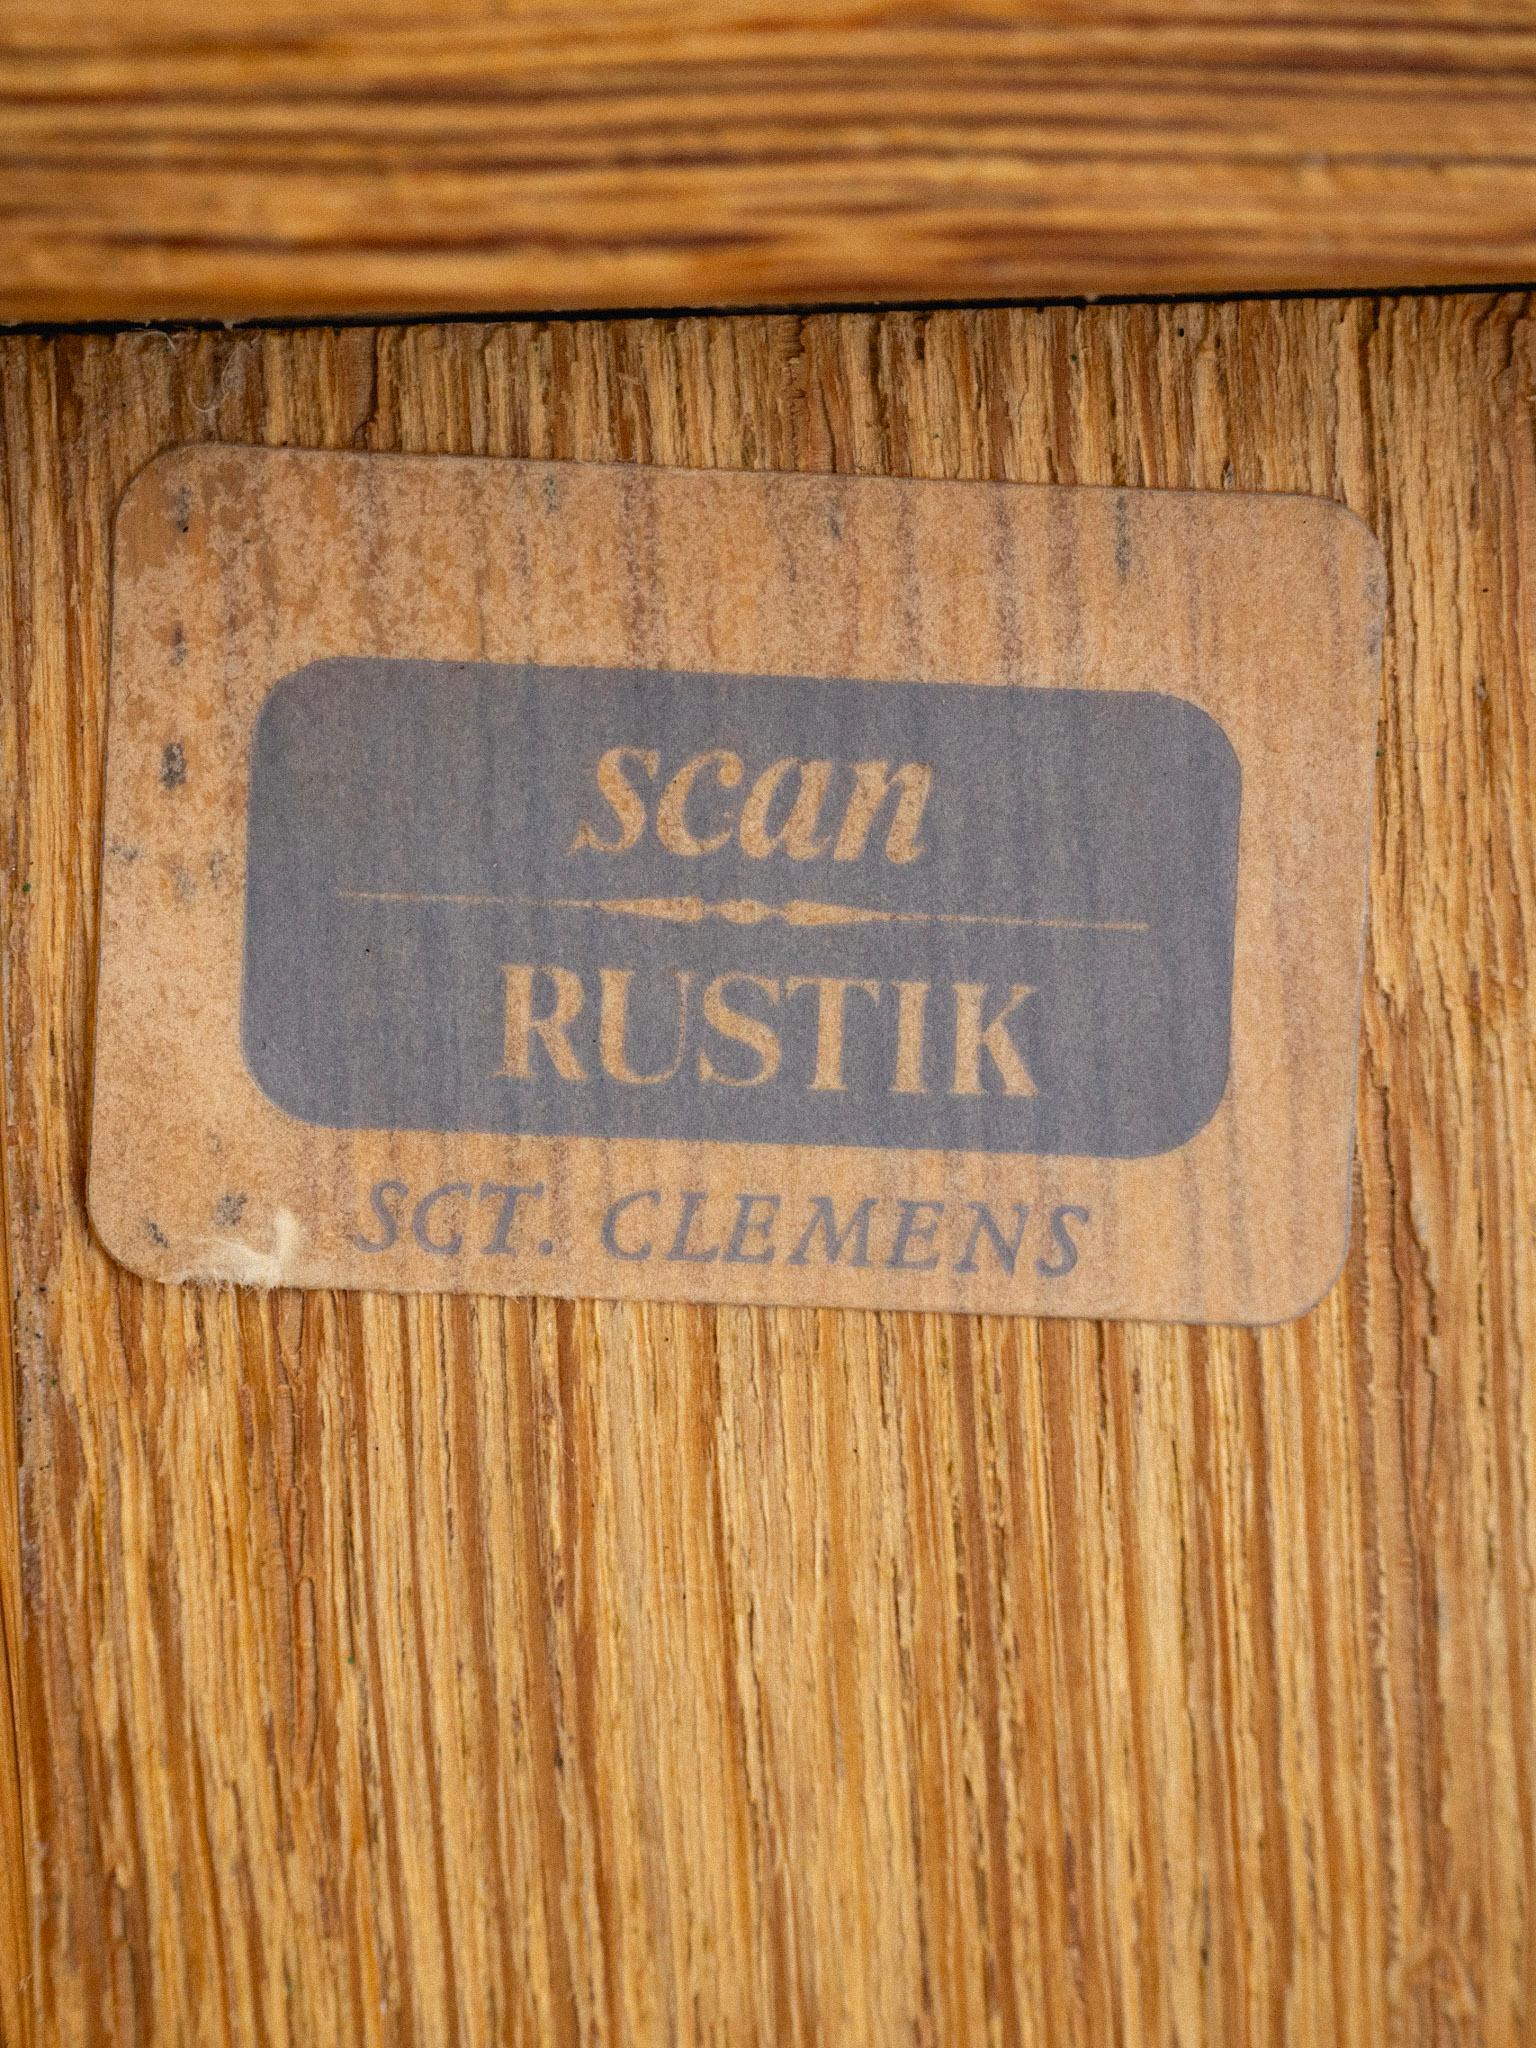 scan
RUSTIK
SCT. CLEMENS